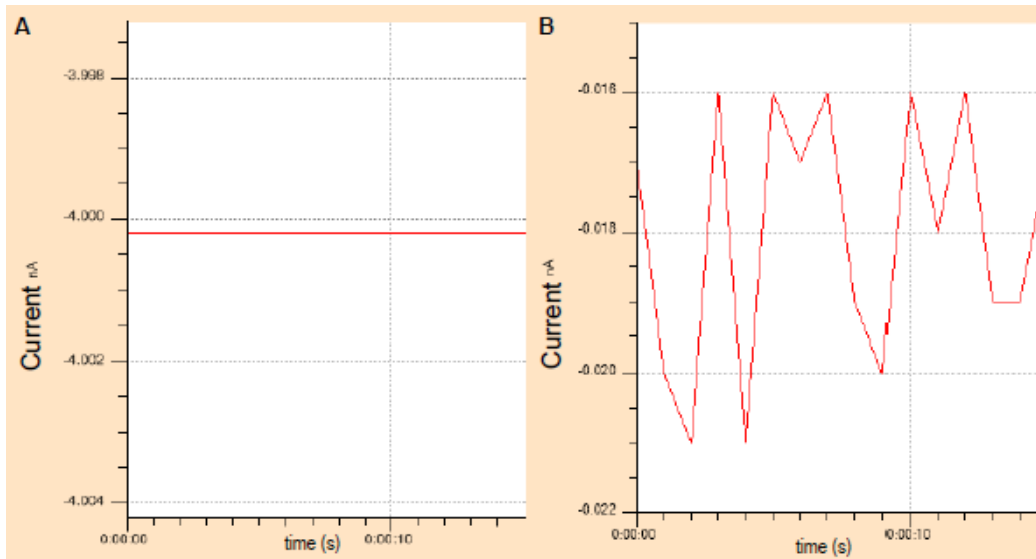 A
-3.998
-4.000
-4.002
-4.004
Current nA
0:00:00
0:00:10
time (s)
B
-0.016
-0.018
-0.020
-0.022
Current nA
0:00:00
0:00:10
time (s)